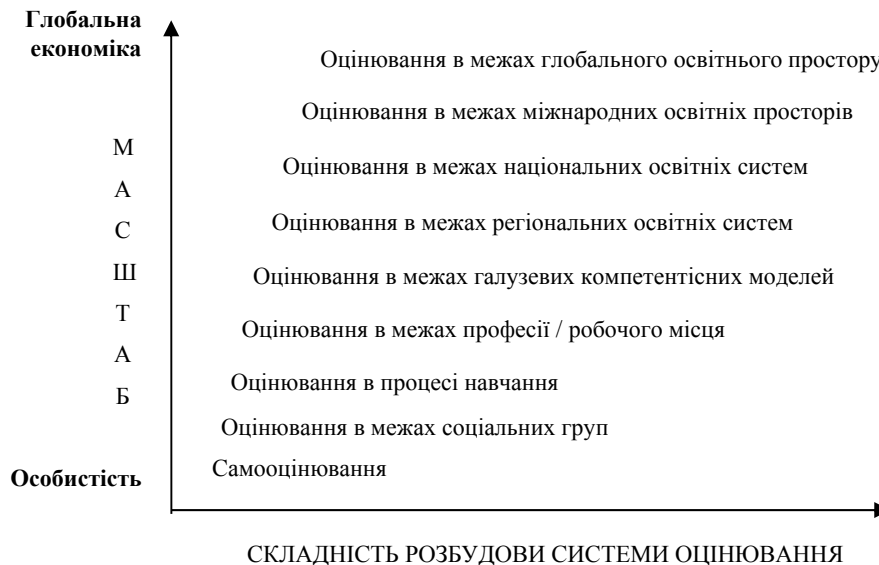 Глобальна
економіка
Оцінювання в межах глобального освітнього простору
Оцінювання в межах міжнародних освітніх просторів
М
Оцінювання в межах національних освітніх систем
А
С
Оцінювання в межах регіональних освітніх систем
Ш
Оцінювання в межах галузевих компетентісних моделей
Т
Оцінювання в межах професії / робочого місця
А
Оцінювання в процесі навчання
Б
Оцінювання в межах соціальних груп
Особистість
Самооцінювання
СКЛАДНІСТЬ РОЗБУДОВИ СИСТЕМИ ОЦІНЮВАННЯ